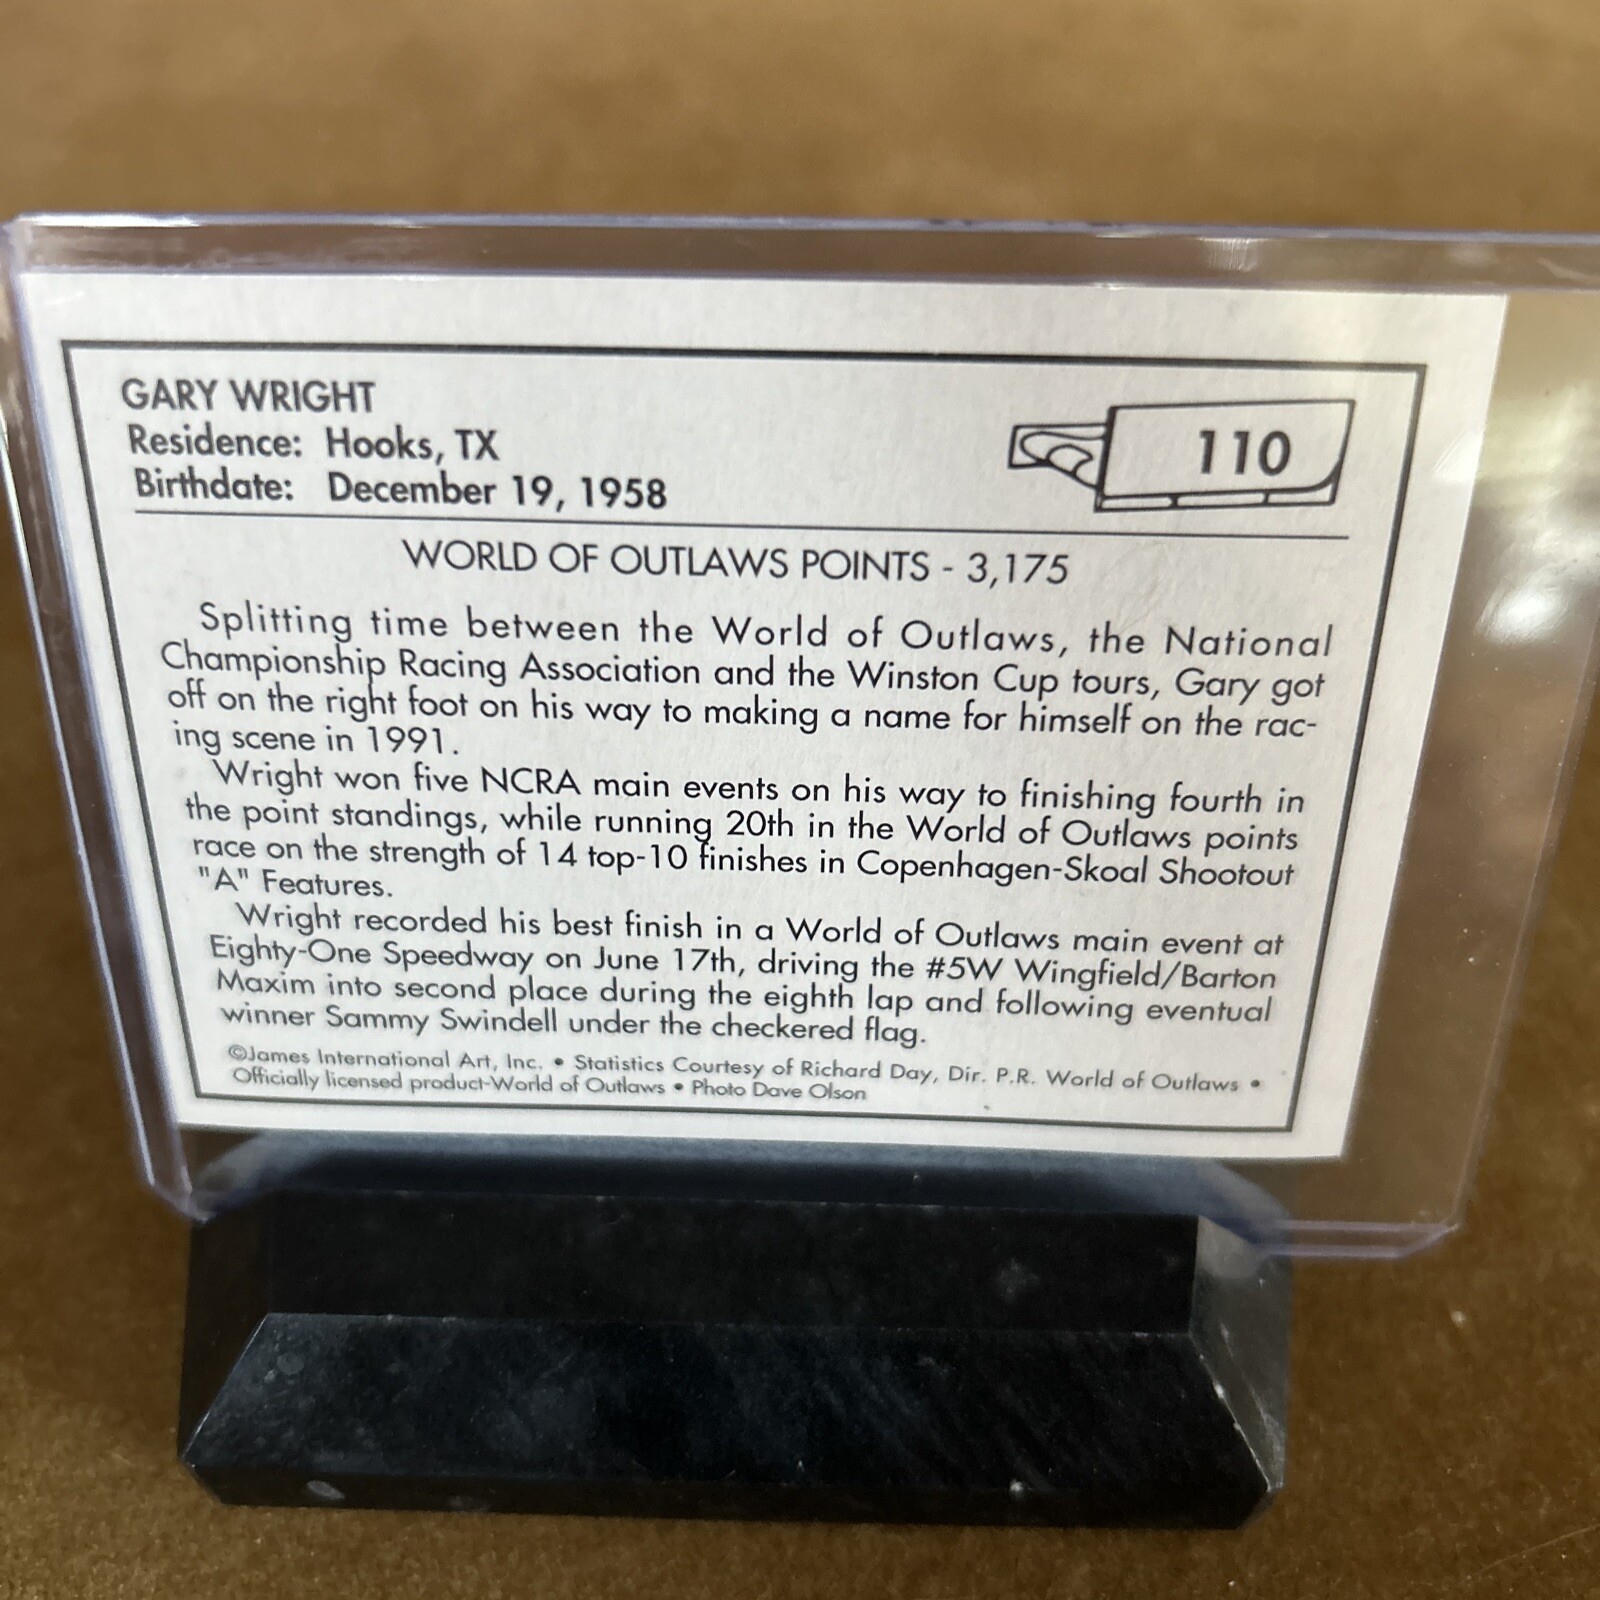 GARY WRIGHT
Residence: Hooks, TX
Birthdate: December 19, 1958
110
WORLD OF OUTLAWS POINTS - 3,175
Splitting time between the World of Outlaws, the National
Championship Racing Association and the Winston Cup tours, Gary got
off on the right foot on his way to making a name for himself on the rac-
ing scene in 1991.
Wright won five NCRA main events on his way to finishing fourth in
the point standings, while running 20th in the World of Outlaws points
race on the strength of 14 top-10 finishes in Copenhagen-Skoal Shootout
"A" Features.
Wright recorded his best finish in a World of Outlaws main event at
Eighty-One Speedway on June 17th, driving the #5W Wingfield/Barton
Maxim into second place during the eighth lap and following eventual
winner Sammy Swindell under the checkered flag.
©James International Art, Inc. • Statistics Courtesy of Richard Day, Dir. P.R. World of Outlaws •
Officially licensed product-World of Outlaws • Photo Dave Olson